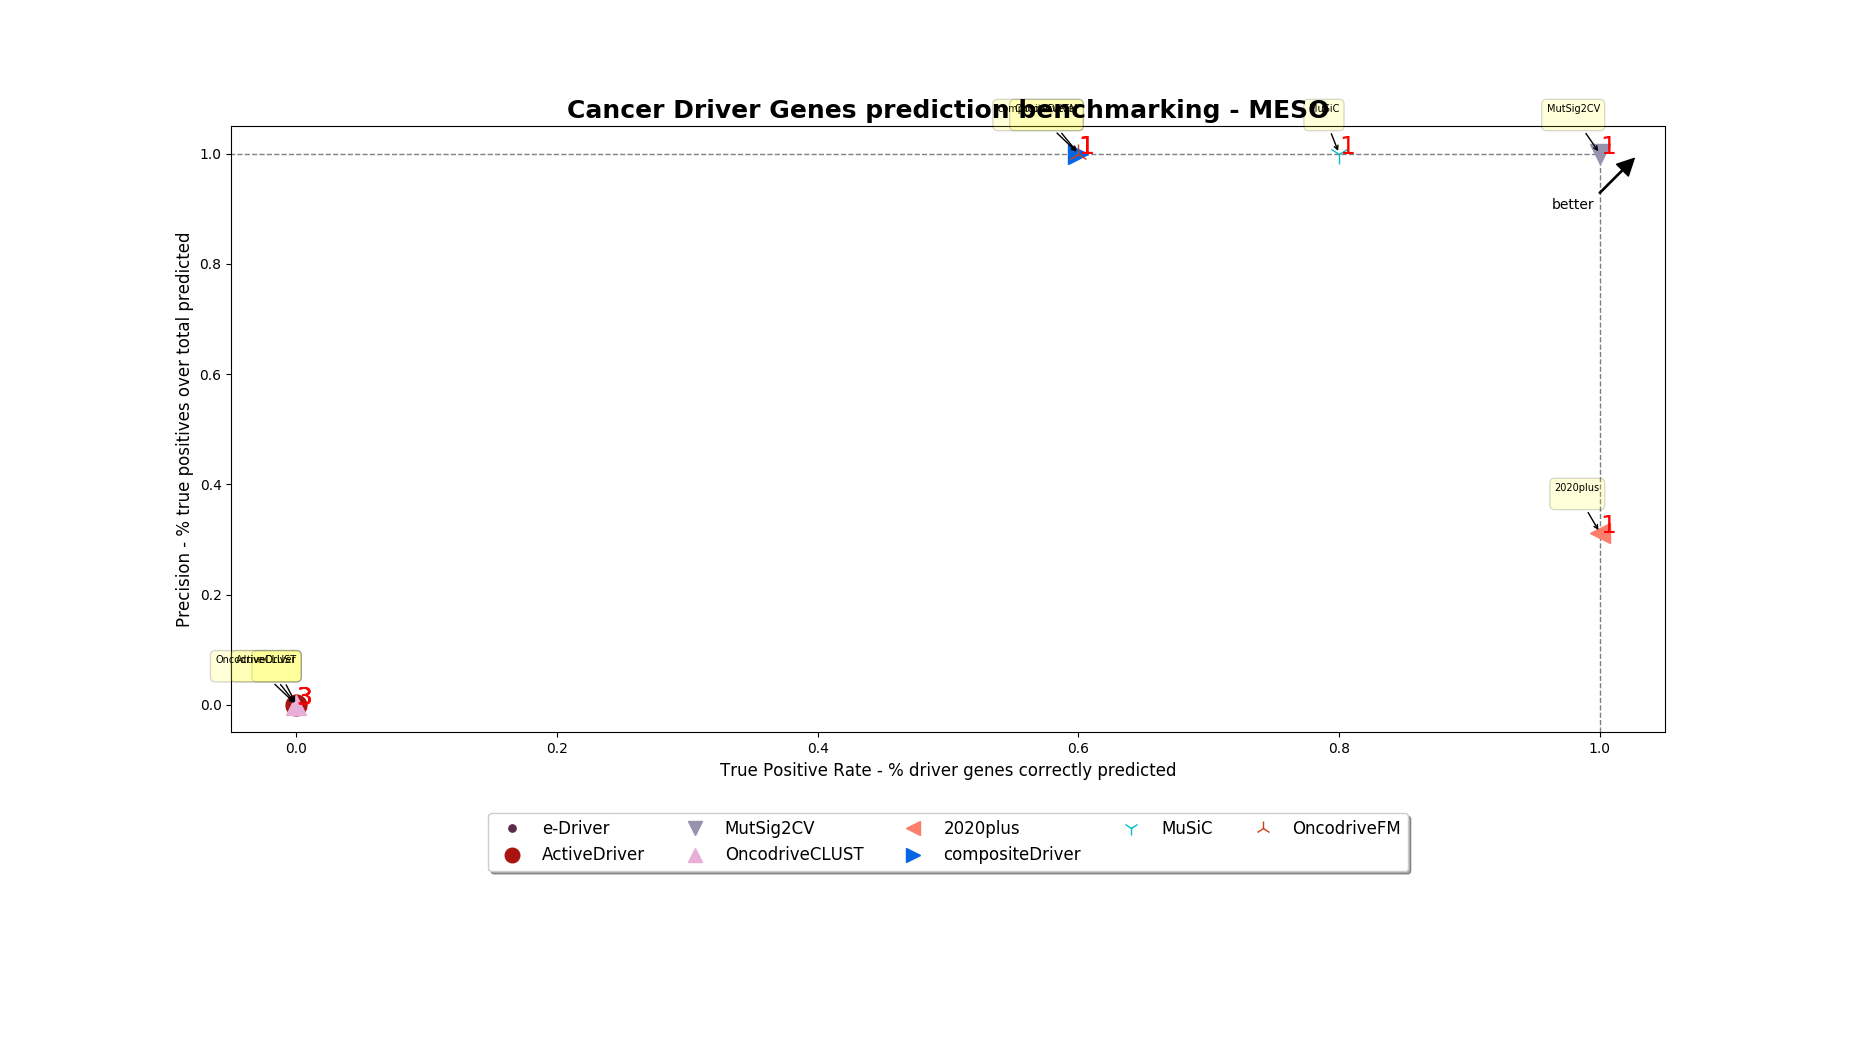 Cancer Driver Genes prediction benchmarking - MESO
MuSiC
MutSig2CV
1
1
1
better
2020plus
1
OncodriveCLUST
ActiveDriver
3
Precision - % true positives over total predicted
1.0
0.8
0.6
0.4
0.2
0.0
0.0 0.2 0.4 0.6 0.8 1.0
True Positive Rate - % driver genes correctly predicted
e-Driver MutSig2CV 2020plus MuSiC OncodriveFM
ActiveDriver OncodriveCLUST compositeDriver